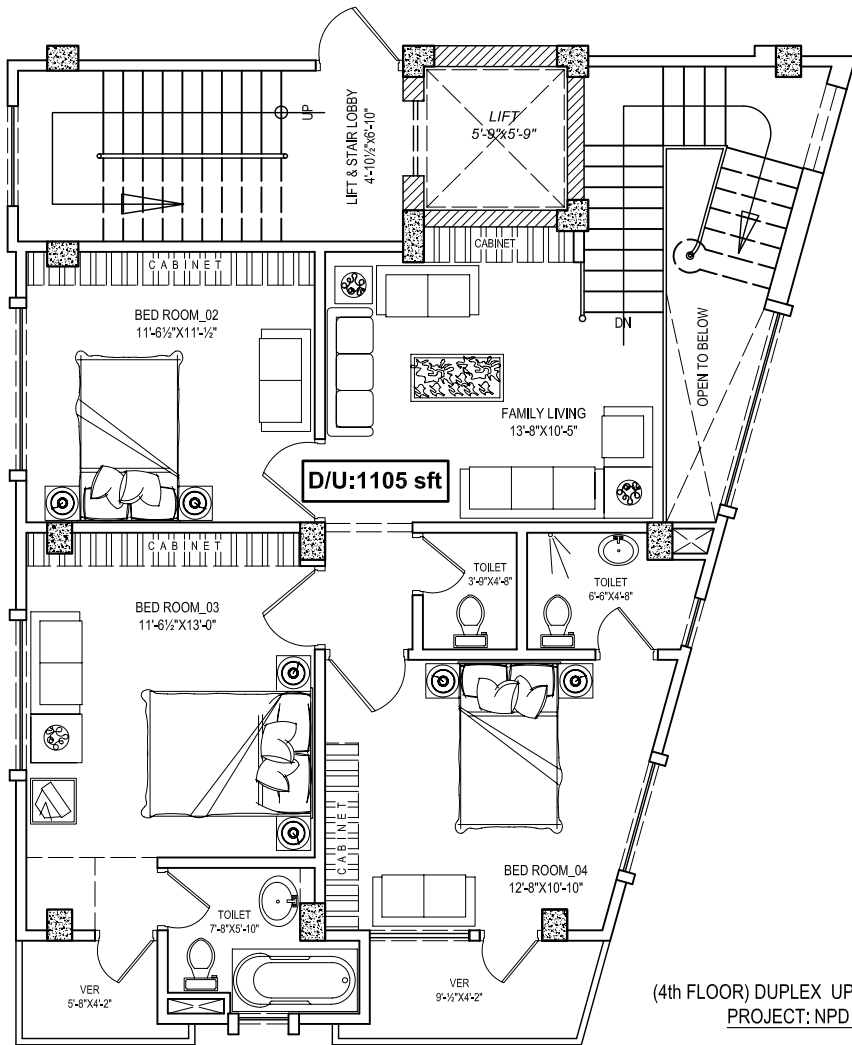 LIFT & STAIR LOBBY
4'-10½"x6'-10"
UP
LIFT
5'-9"x5'-9"
CABINET
CABINET
BED ROOM_02
11'-6½"X11'-½"
DN
OPEN TO BELOW
FAMILY LIVING
13'-8"X10'-5"
D/U:1105 sft
CABINET
TOILET
3'-9"X4'-8"
TOILET
6'-6"X4'-8"
BED ROOM_03
11'-6½"X13'-0"
CABINET
BED ROOM_04
12'-8"X10'-10"
TOILET
7'-8"X5'-10"
VER
5'-8"X4'-2"
VER
9'-½"X4'-2"
(4th FLOOR) DUPLEX UP
PROJECT: NPD